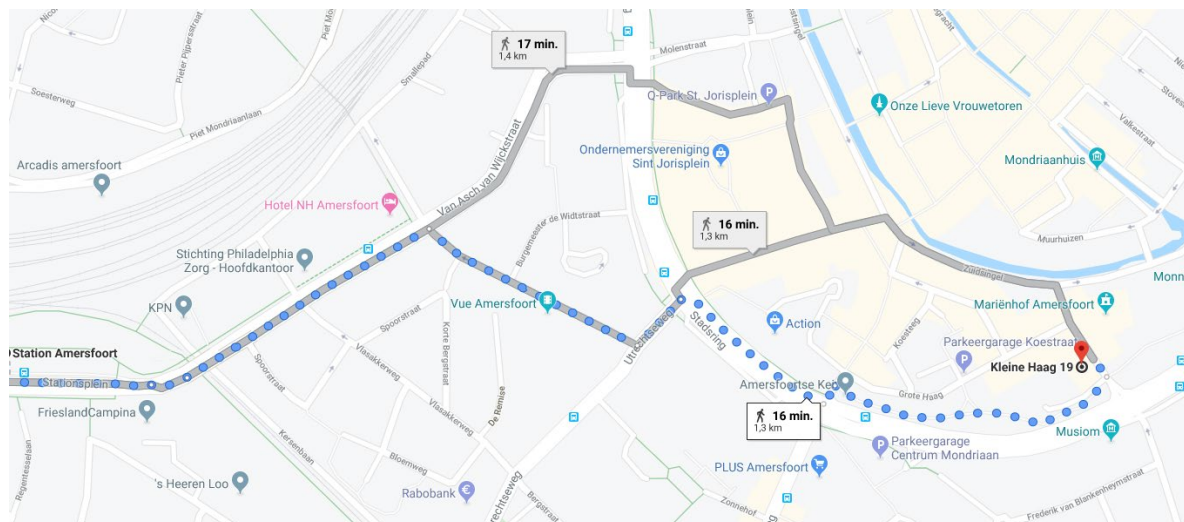 17 min.
1,4 km
Molenstraat
Smallepad
Piet Mondriaanlaan
Pieter Pijpersstraat
Soesterweg
Piet Mondriaanlaan
Q-Park St. Jorisplein
Onze Lieve Vrouwetoren
Valkestraat
Arcadis amersfoort
Ondernemersvereniging
Sint Jorisplein
Mondriaanhuis
Van Asch van Wijckstraat
Hotel NH Amersfoort
Burgemeester de Widtstraat
16 min.
1,3 km
Muurhuizen
Stichting Philadelphia
Zorg - Hoofdkantoor
Zuidsingel
KPN
Vue Amersfoort
Mariënhof Amersfoort
Spoorstraat
Korte Bergstraat
Utrechtseweg
Stadsring
Action
Koesteeg
Parkeergarage Koestraat
Station Amersfoort
Stationsplein
Spoorstraat
Vlasakkerweg
Kleine Haag 19
Amersfoortse Kei
Grote Haag
De Remise
16 min.
1,3 km
FrieslandCampina
Vlasakkerweg
Musiom
Kersenbaan
Regentesselaan
Bloemweg
Parkeergarage
Centrum Mondriaan
PLUS Amersfoort
's Heeren Loo
Rabobank
Bergstraat
Zonnehof
Frederik van Blankenheymstraat